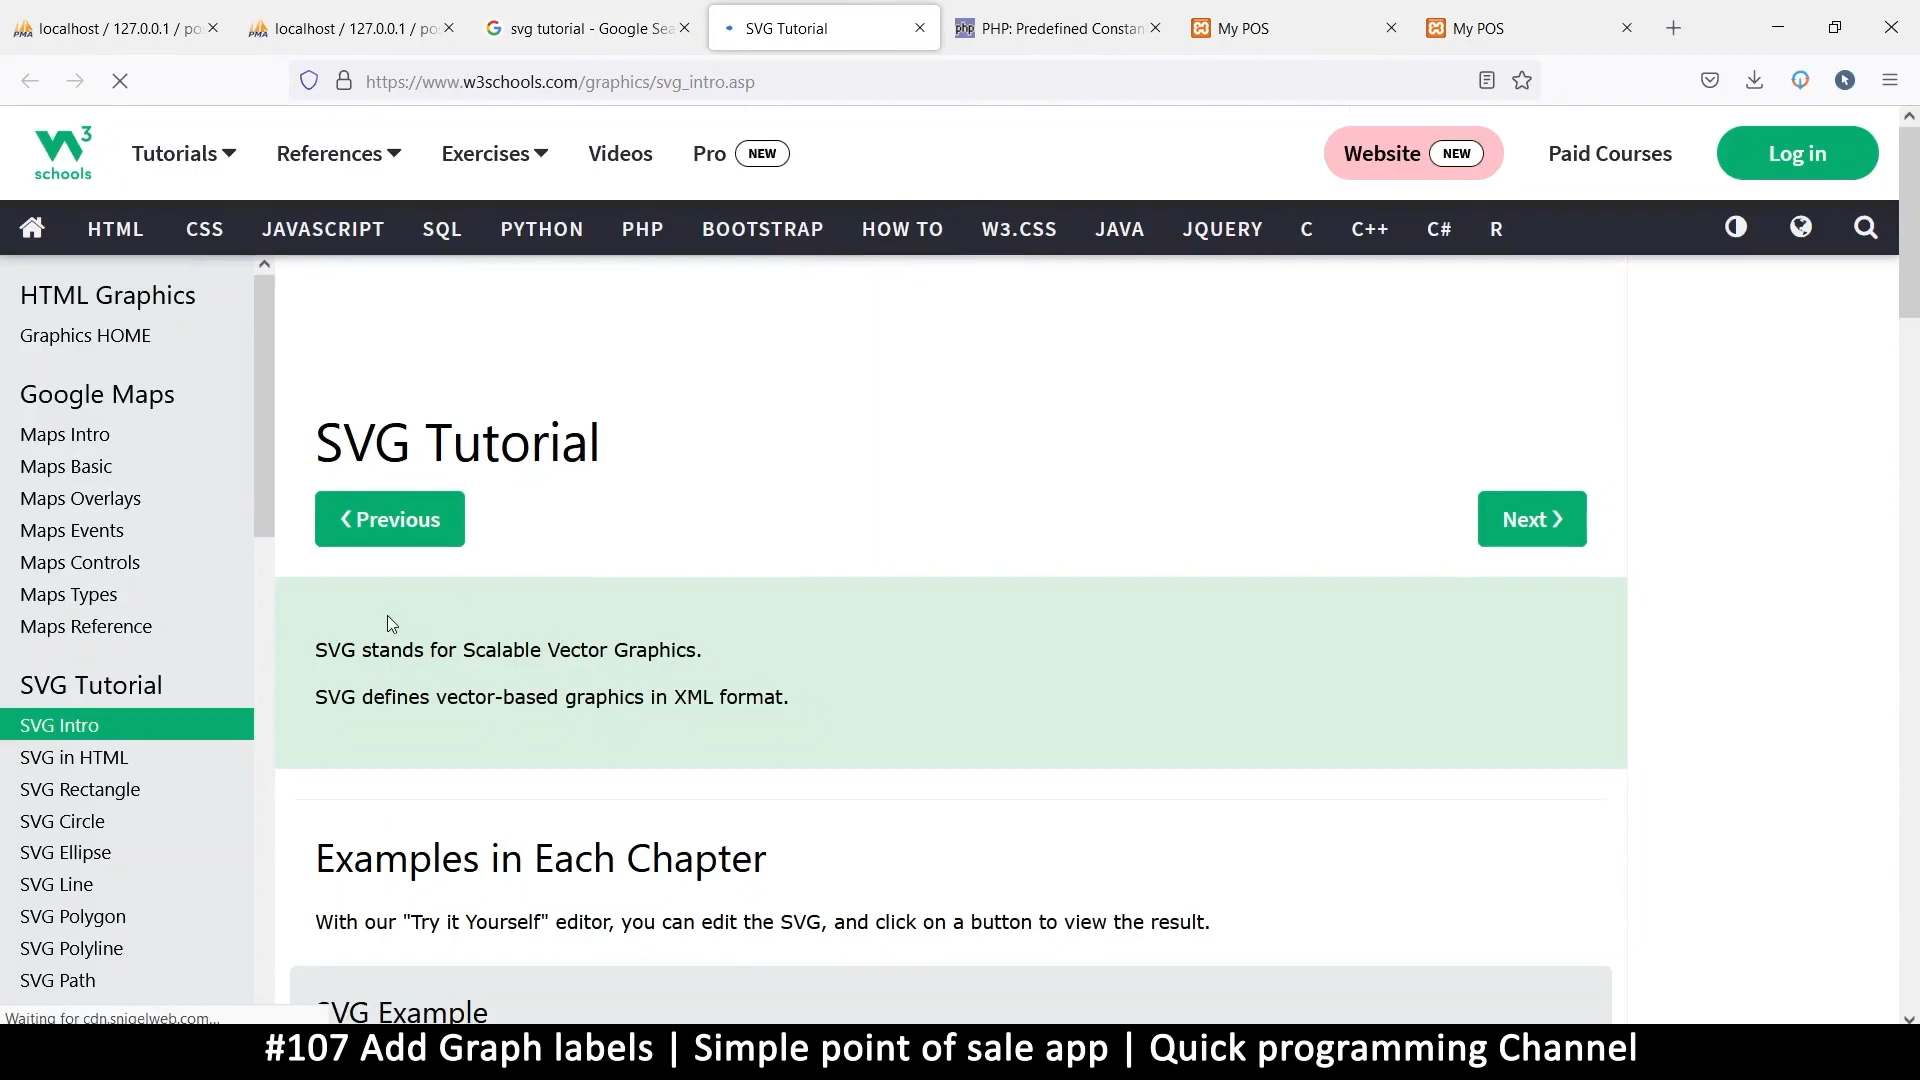 localhost / 127.0.0.1 / po
localhost / 127.0.0.1 / po
svg tutorial - Google Sea
SVG Tutorial
PHP: Predefined Constan
My POS
My POS
https://www.w3schools.com/graphics/svg_intro.asp
W3 schools
Tutorials
References
Exercises
Videos
Pro NEW
Website NEW
Paid Courses
Log in
HTML
CSS
JAVASCRIPT
SQL
PYTHON
PHP
BOOTSTRAP
HOW TO
W3.CSS
JAVA
JQUERY
C
C++
C#
R
HTML Graphics
Graphics HOME
Google Maps
Maps Intro
Maps Basic
Maps Overlays
Maps Events
Maps Controls
Maps Types
Maps Reference
SVG Tutorial
SVG Intro
SVG in HTML
SVG Rectangle
SVG Circle
SVG Ellipse
SVG Line
SVG Polygon
SVG Polyline
SVG Path
SVG Tutorial
❮ Previous
Next ❯
SVG stands for Scalable Vector Graphics.
SVG defines vector-based graphics in XML format.
Examples in Each Chapter
With our "Try it Yourself" editor, you can edit the SVG, and click on a button to view the result.
SVG Example
Waiting for cdn.snigelweb.com...
#107 Add Graph labels | Simple point of sale app | Quick programming Channel